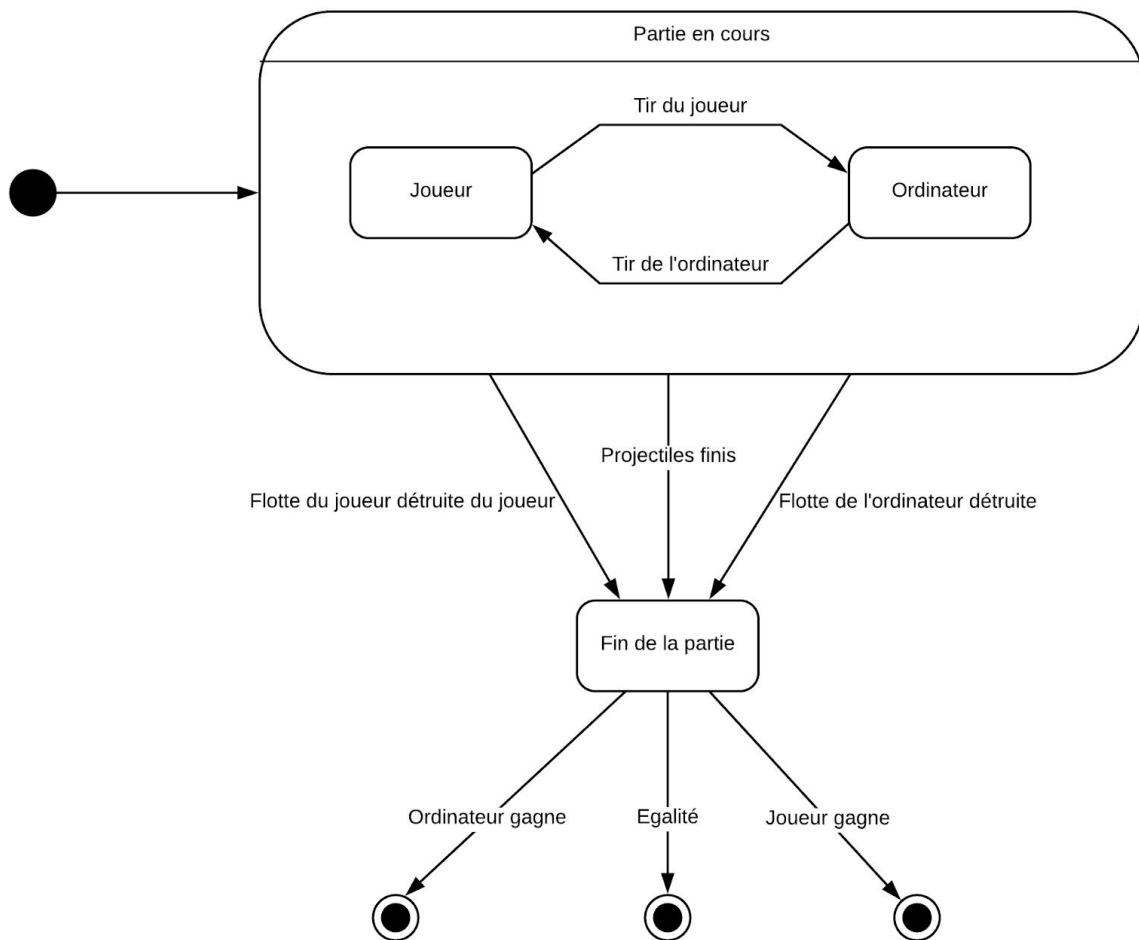 Partie en cours
Tir du joueur
Joueur
Ordinateur
Tir de l'ordinateur
Projectiles finis
Flotte du joueur détruite du joueur
Flotte de l'ordinateur détruite
Fin de la partie
Ordinateur gagne
Egalité
Joueur gagne